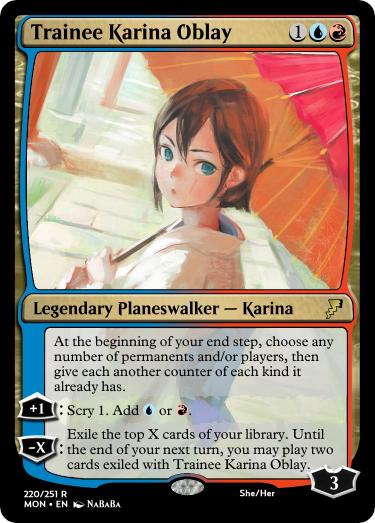 Trainee Karina Oblay 1
Legendary Planeswalker — Karina
At the beginning of your end step, choose any
number of permanents and/or players, then
give each another counter of each kind it
already has.
+1: Scry 1. Add or .
Exile the top X cards of your library. Until
-X: the end of your next turn, you may play two
cards exiled with Trainee Karina Oblay.
3
220/251 R She/Her
MON • EN NABABA